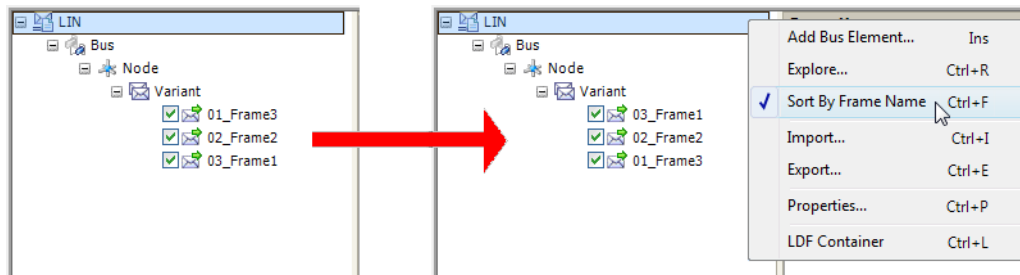 LIN
Bus
Node
Variant
01_Frame3
02_Frame2
03_Frame1
LIN
Bus
Node
Variant
03_Frame1
02_Frame2
01_Frame3
Add Bus Element... Ins
Explore... Ctrl+R
Sort By Frame Name Ctrl+F
Import... Ctrl+I
Export... Ctrl+E
Properties... Ctrl+P
LDF Container Ctrl+L